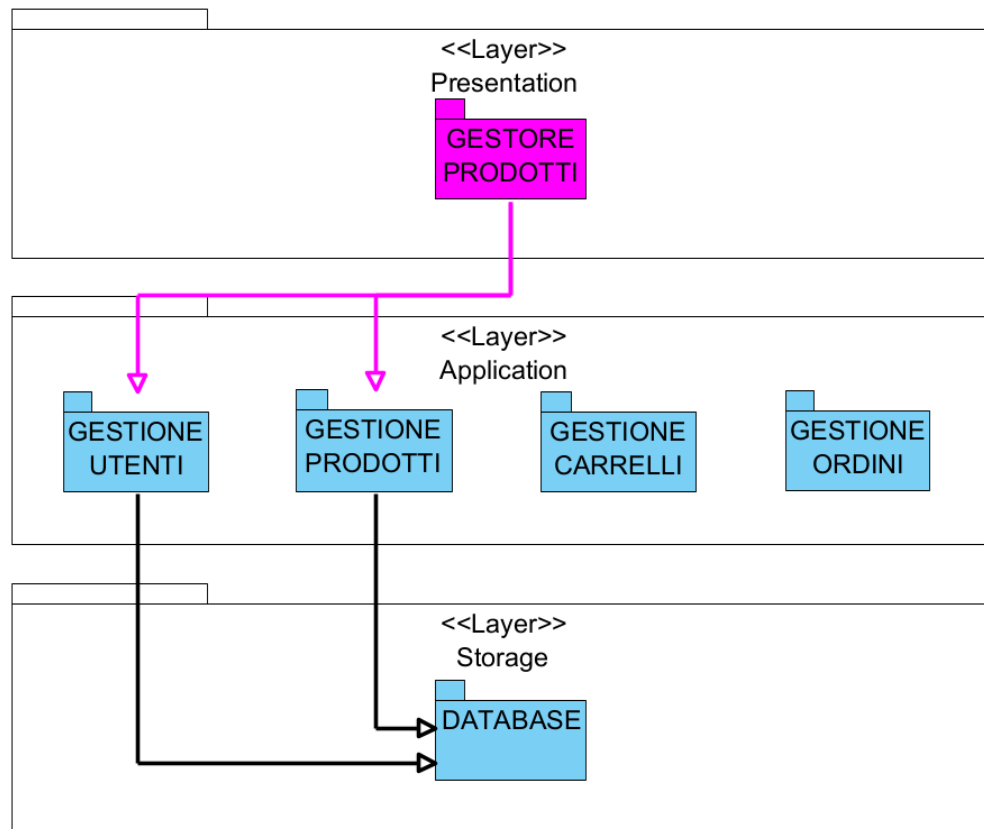 <<Layer>>
Presentation
GESTORE
PRODOTTI
<<Layer>>
Application
GESTIONE
UTENTI
GESTIONE
PRODOTTI
GESTIONE
CARRELLI
GESTIONE
ORDINI
<<Layer>>
Storage
DATABASE